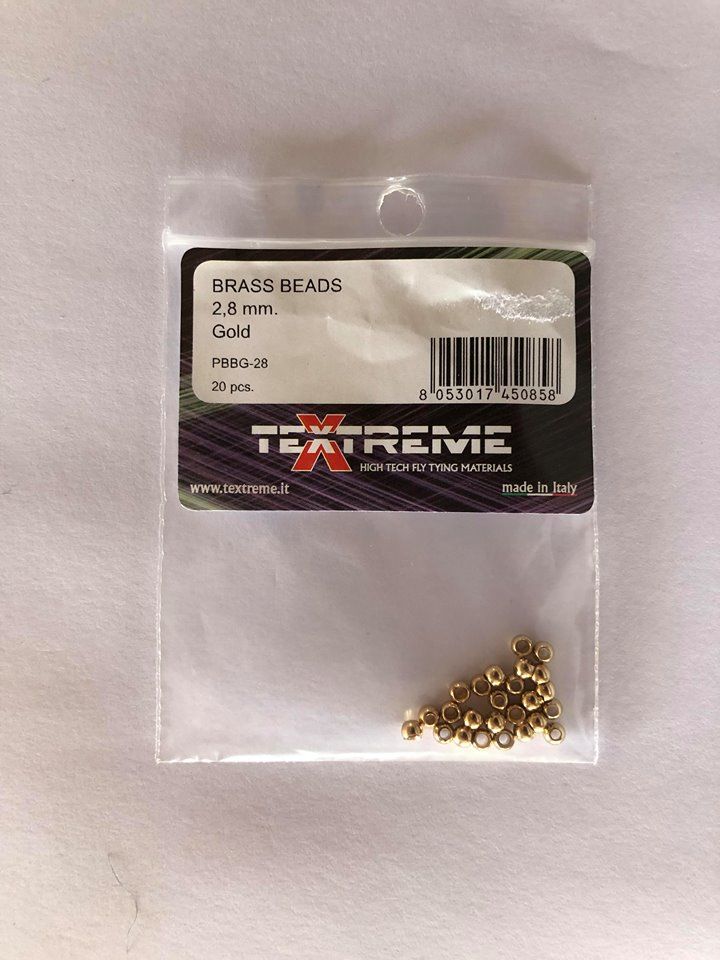 BRASS BEADS
2,8 mm.
Gold
PBBG-28
20 pcs.
8 053017 450858
TEXTREME
HIGH TECH FLY TYING MATERIALS
www.textreme.it
made in Italy